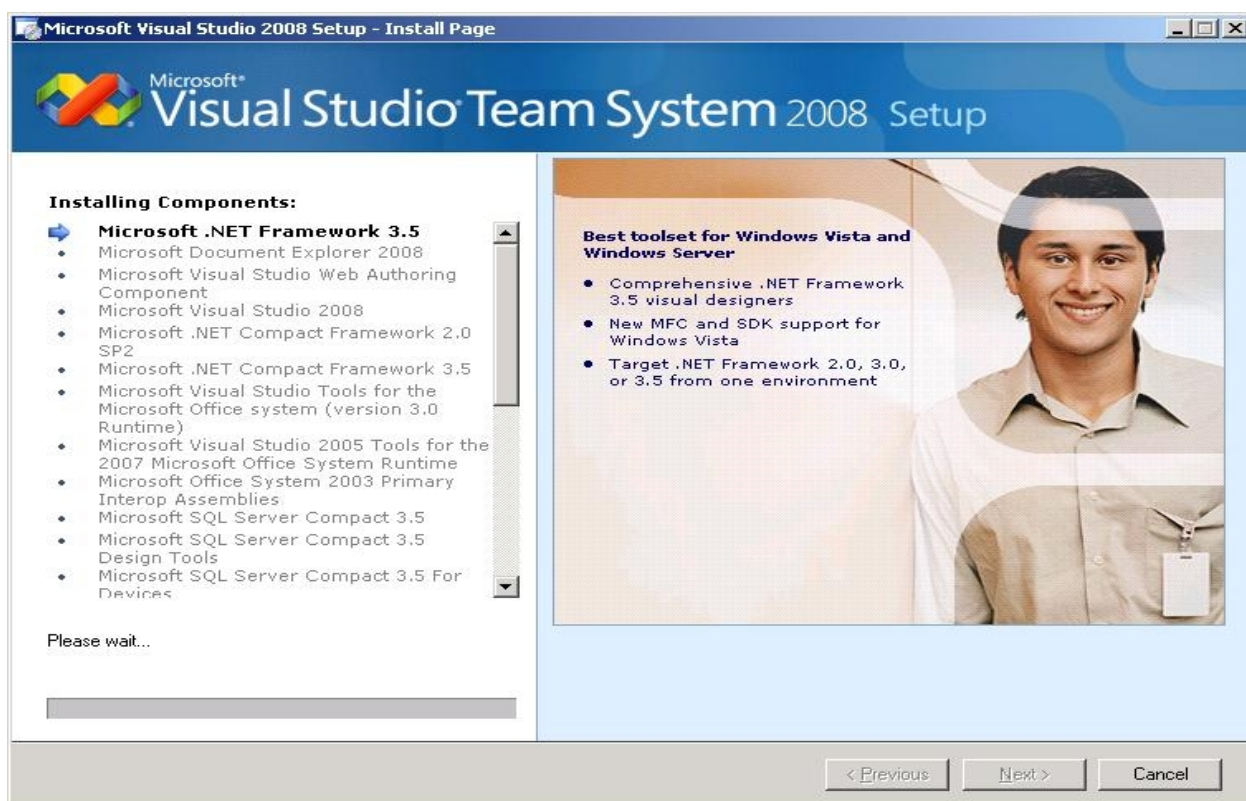 Microsoft Visual Studio 2008 Setup - Install Page
Microsoft®
Visual Studio Team System 2008 Setup
Installing Components:
Microsoft .NET Framework 3.5
Microsoft Document Explorer 2008
Microsoft Visual Studio Web Authoring
Component
Microsoft Visual Studio 2008
Microsoft .NET Compact Framework 2.0
SP2
Microsoft .NET Compact Framework 3.5
Microsoft Visual Studio Tools for the
Microsoft Office system (version 3.0
Runtime)
Microsoft Visual Studio 2005 Tools for the
2007 Microsoft Office System Runtime
Microsoft Office System 2003 Primary
Interop Assemblies
Microsoft SQL Server Compact 3.5
Microsoft SQL Server Compact 3.5
Design Tools
Microsoft SQL Server Compact 3.5 For
Devices
Please wait...
Best toolset for Windows Vista and
Windows Server
• Comprehensive .NET Framework
3.5 visual designers
• New MFC and SDK support for
Windows Vista
• Target .NET Framework 2.0, 3.0,
or 3.5 from one environment
< Previous
Next >
Cancel